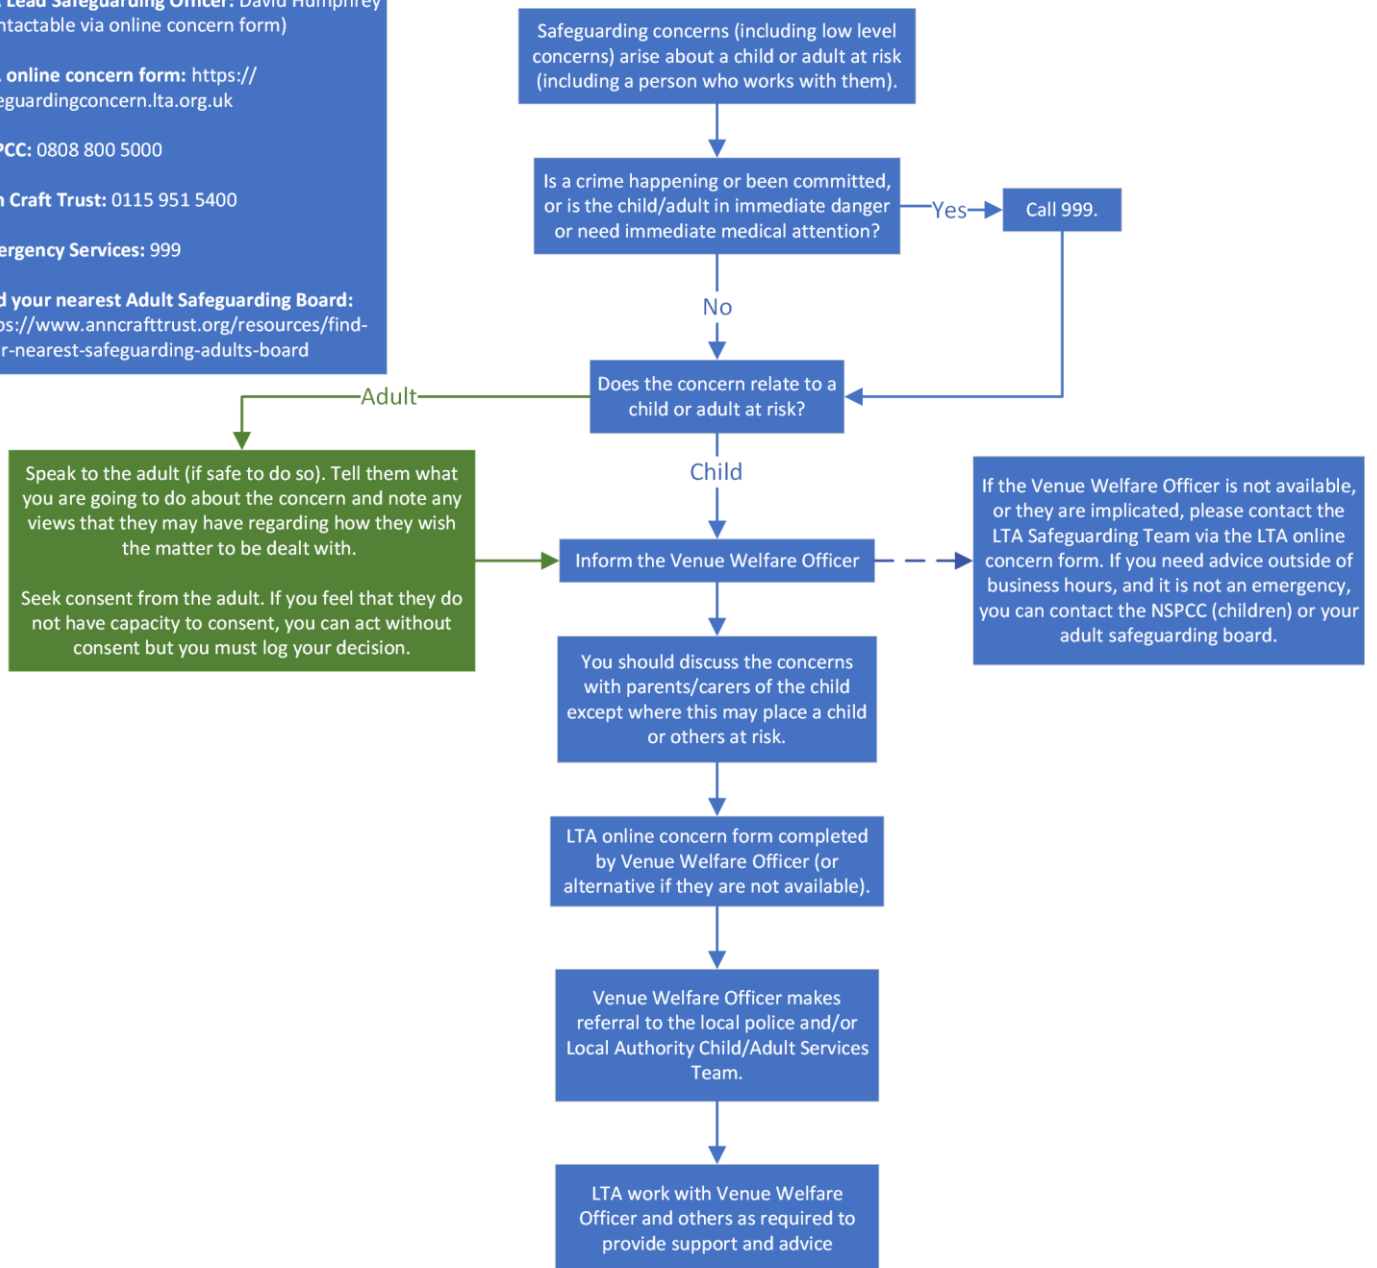 Lead Safeguarding Officer: David Humphrey
ntactable via online concern form)
online concern form: https://
eguardingconcern.lta.org.uk
PCC: 0808 800 5000
n Craft Trust: 0115 951 5400
ergency Services: 999
d your nearest Adult Safeguarding Board:
ps://www.anncrafttrust.org/resources/find-
r-nearest-safeguarding-adults-board
Safeguarding concerns (including low level
concerns) arise about a child or adult at risk
(including a person who works with them).
Is a crime happening or been committed,
or is the child/adult in immediate danger
or need immediate medical attention?
Yes
Call 999.
No
Does the concern relate to a
child or adult at risk?
Adult
Child
Speak to the adult (if safe to do so). Tell them what
you are going to do about the concern and note any
views that they may have regarding how they wish
the matter to be dealt with.
Seek consent from the adult. If you feel that they do
not have capacity to consent, you can act without
consent but you must log your decision.
Inform the Venue Welfare Officer
If the Venue Welfare Officer is not available,
or they are implicated, please contact the
LTA Safeguarding Team via the LTA online
concern form. If you need advice outside of
business hours, and it is not an emergency,
you can contact the NSPCC (children) or your
adult safeguarding board.
You should discuss the concerns
with parents/carers of the child
except where this may place a child
or others at risk.
LTA online concern form completed
by Venue Welfare Officer (or
alternative if they are not available).
Venue Welfare Officer makes
referral to the local police and/or
Local Authority Child/Adult Services
Team.
LTA work with Venue Welfare
Officer and others as required to
provide support and advice